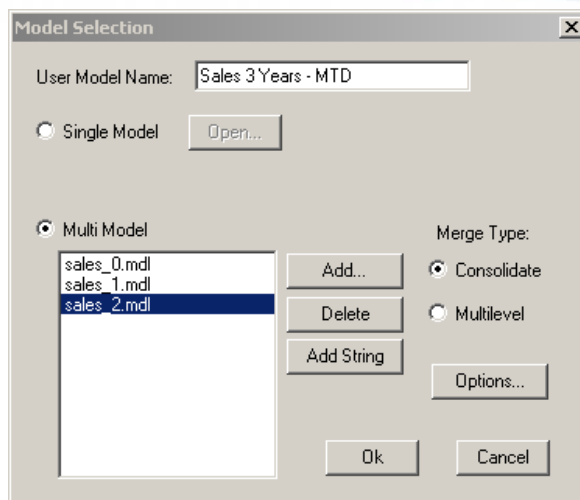 Model Selection
User Model Name: Sales 3 Years - MTD
Single Model Open...
Multi Model
Merge Type:
sales_0.mdl
sales_1.mdl
sales_2.mdl
Add...
Consolidate
Delete
Multilevel
Add String
Options...
Ok Cancel